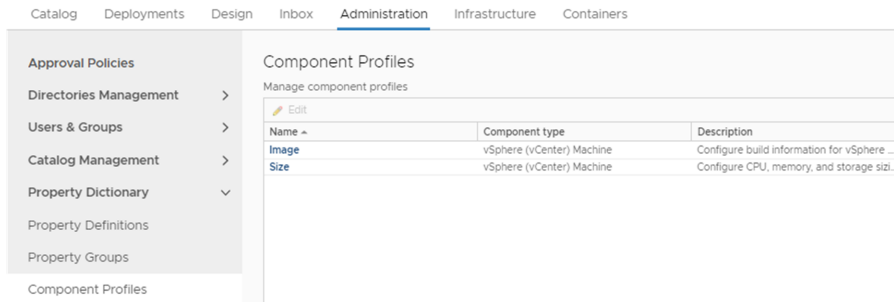 Catalog Deployments Design Inbox Administration Infrastructure Containers
Approval Policies
Directories Management
Users & Groups
Catalog Management
Property Dictionary
Property Definitions
Property Groups
Component Profiles
Component Profiles
Manage component profiles
Edit
Name Component type Description
Image vSphere (vCenter) Machine Configure build information for vSphere ...
Size vSphere (vCenter) Machine Configure CPU, memory, and storage sizi...